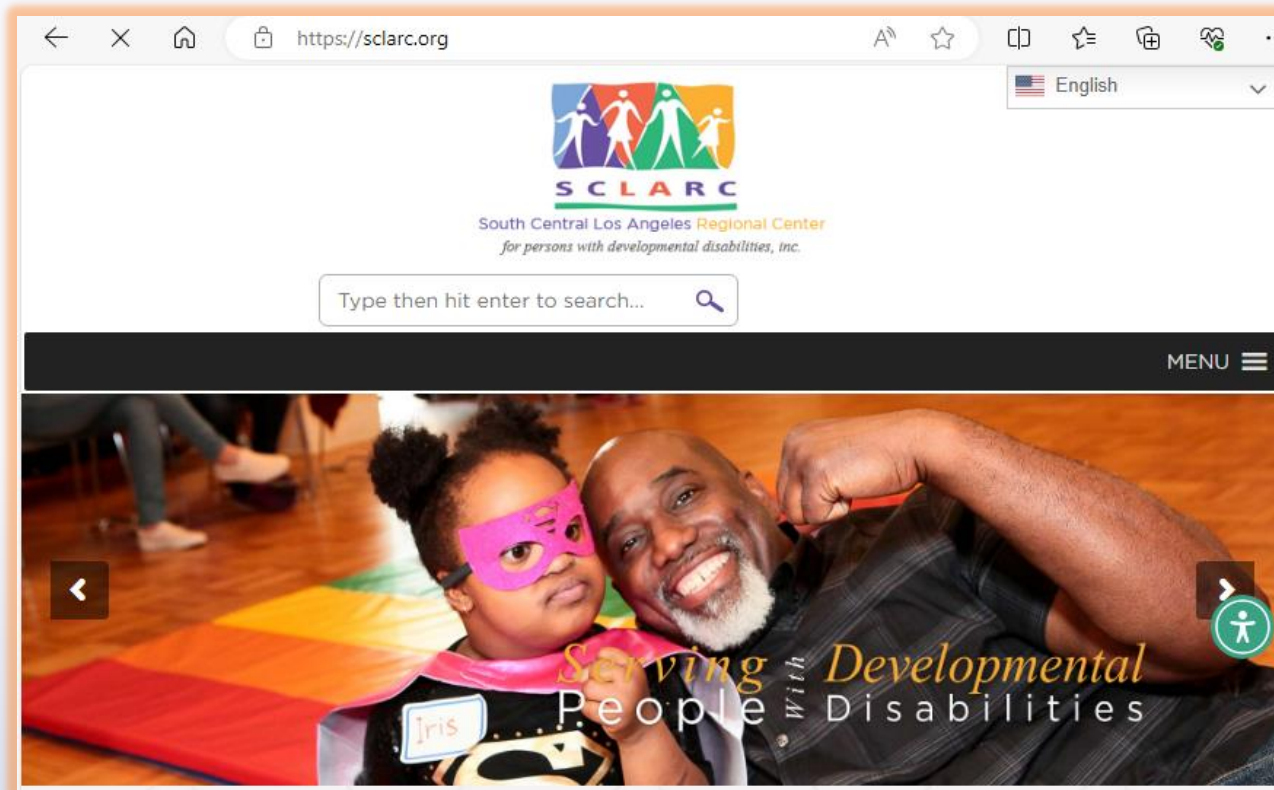 https://sclarc.org
English
SCLARC
South Central Los Angeles Regional Center
for persons with developmental disabilities, inc.
Type then hit enter to search...
MENU
Serving With Developmental
People Disabilities
Iris
S